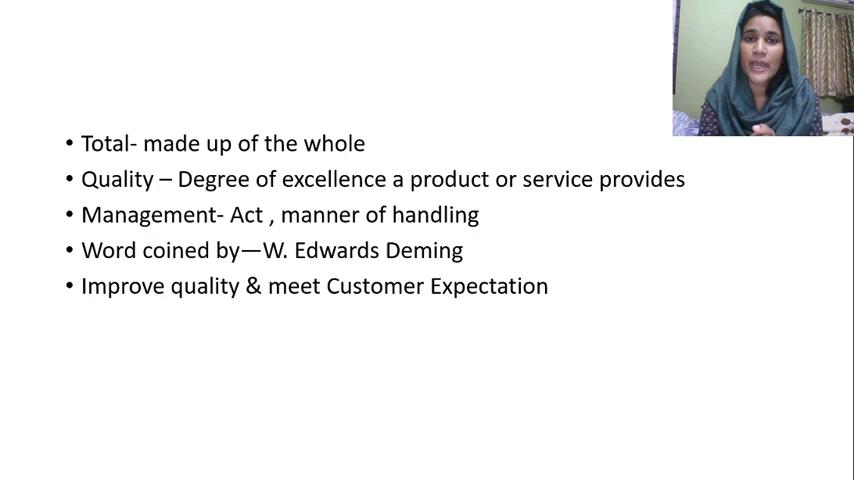 • Total- made up of the whole
• Quality – Degree of excellence a product or service provides
• Management- Act , manner of handling
• Word coined by—W. Edwards Deming
• Improve quality & meet Customer Expectation